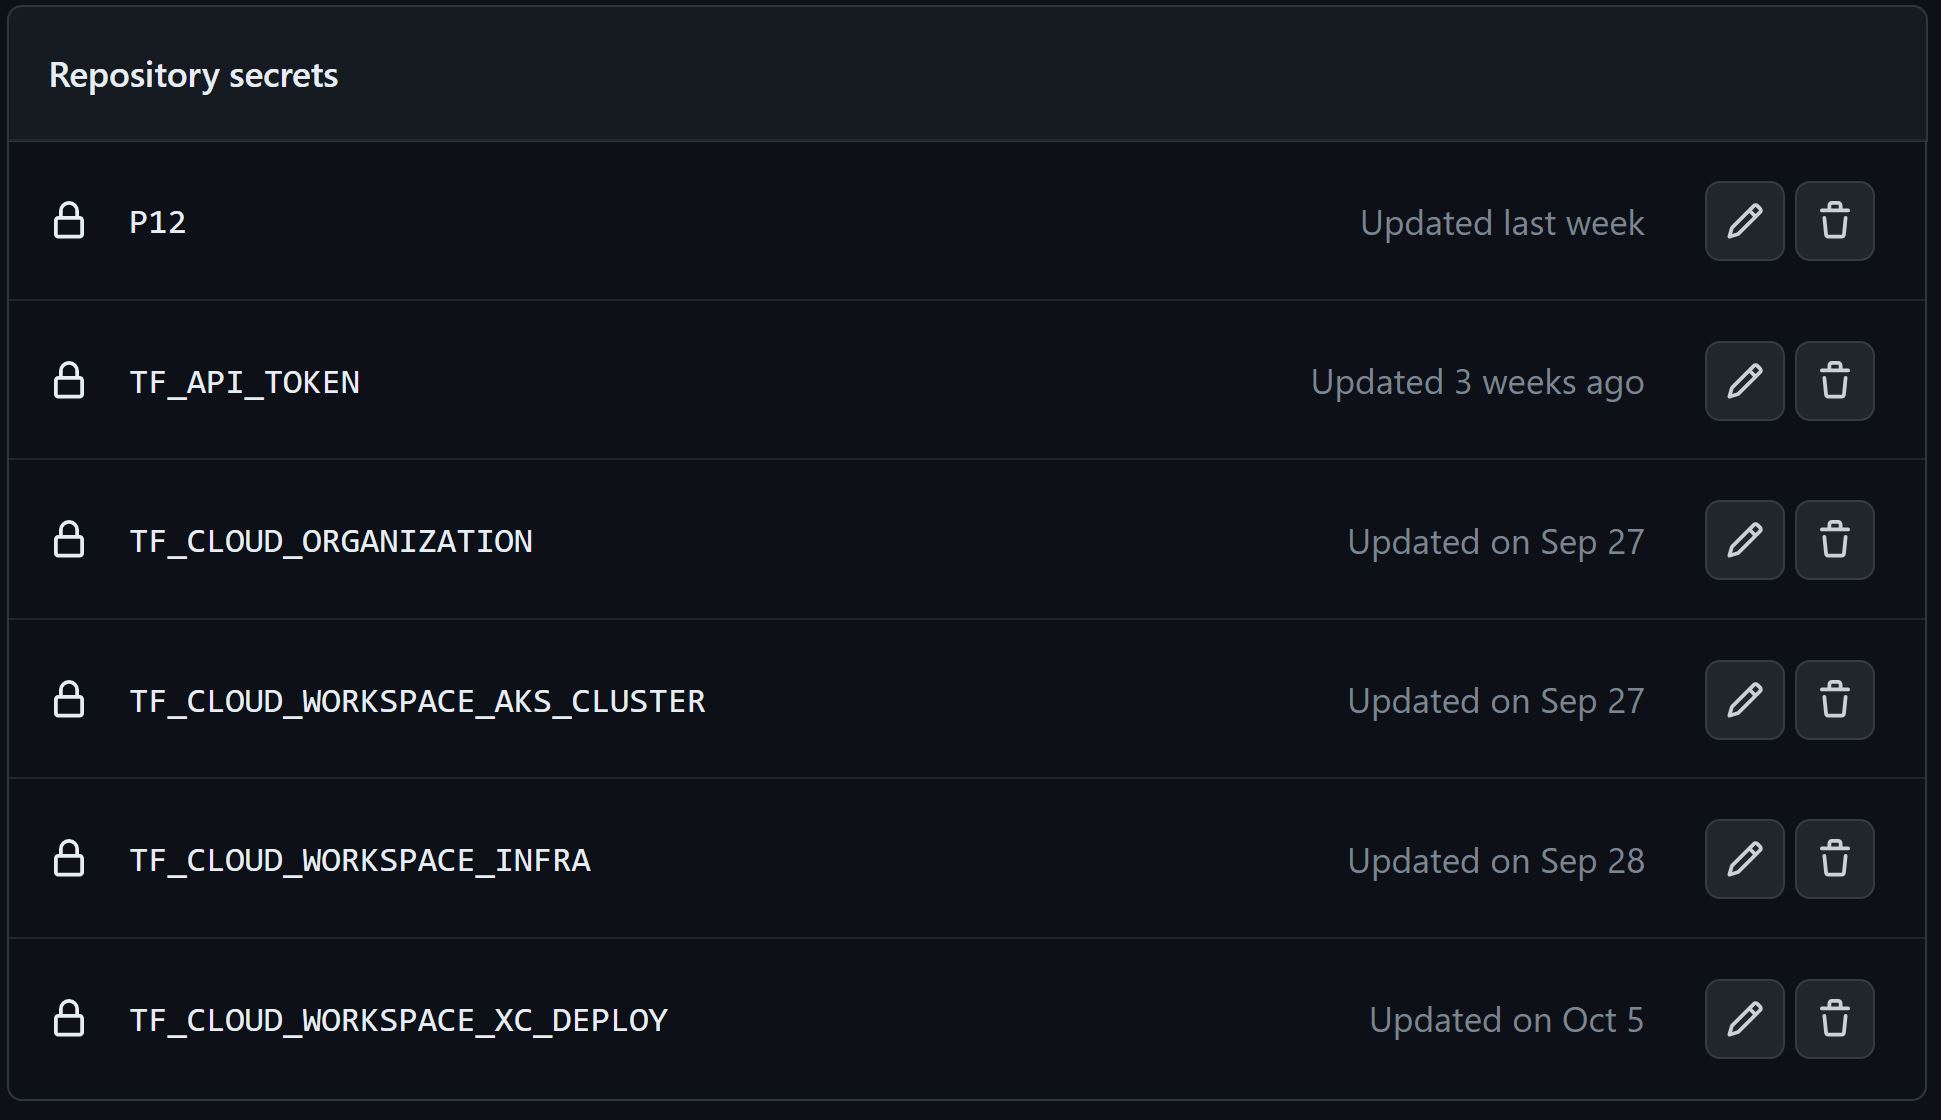 Repository secrets
P12 Updated last week
TF_API_TOKEN Updated 3 weeks ago
TF_CLOUD_ORGANIZATION Updated on Sep 27
TF_CLOUD_WORKSPACE_AKS_CLUSTER Updated on Sep 27
TF_CLOUD_WORKSPACE_INFRA Updated on Sep 28
TF_CLOUD_WORKSPACE_XC_DEPLOY Updated on Oct 5